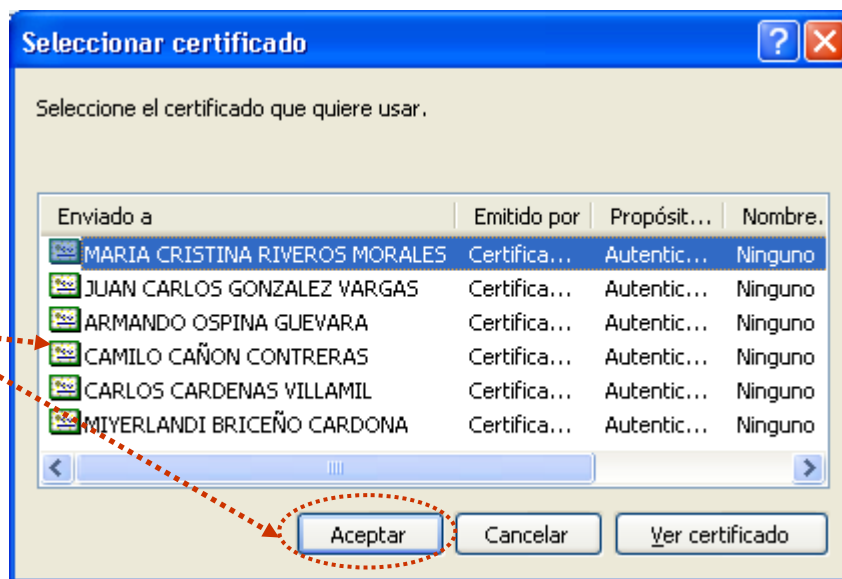 Seleccionar certificado
Seleccione el certificado que quiere usar.
Enviado a Emitido por Propósit... Nombre.
MARIA CRISTINA RIVEROS MORALES Certifica... Autentic... Ninguno
JUAN CARLOS GONZALEZ VARGAS Certifica... Autentic... Ninguno
ARMANDO OSPINA GUEVARA Certifica... Autentic... Ninguno
CAMILO CAÑON CONTRERAS Certifica... Autentic... Ninguno
CARLOS CARDENAS VILLAMIL Certifica... Autentic... Ninguno
MIYERLANDI BRICEÑO CARDONA Certifica... Autentic... Ninguno
Aceptar Cancelar Ver certificado